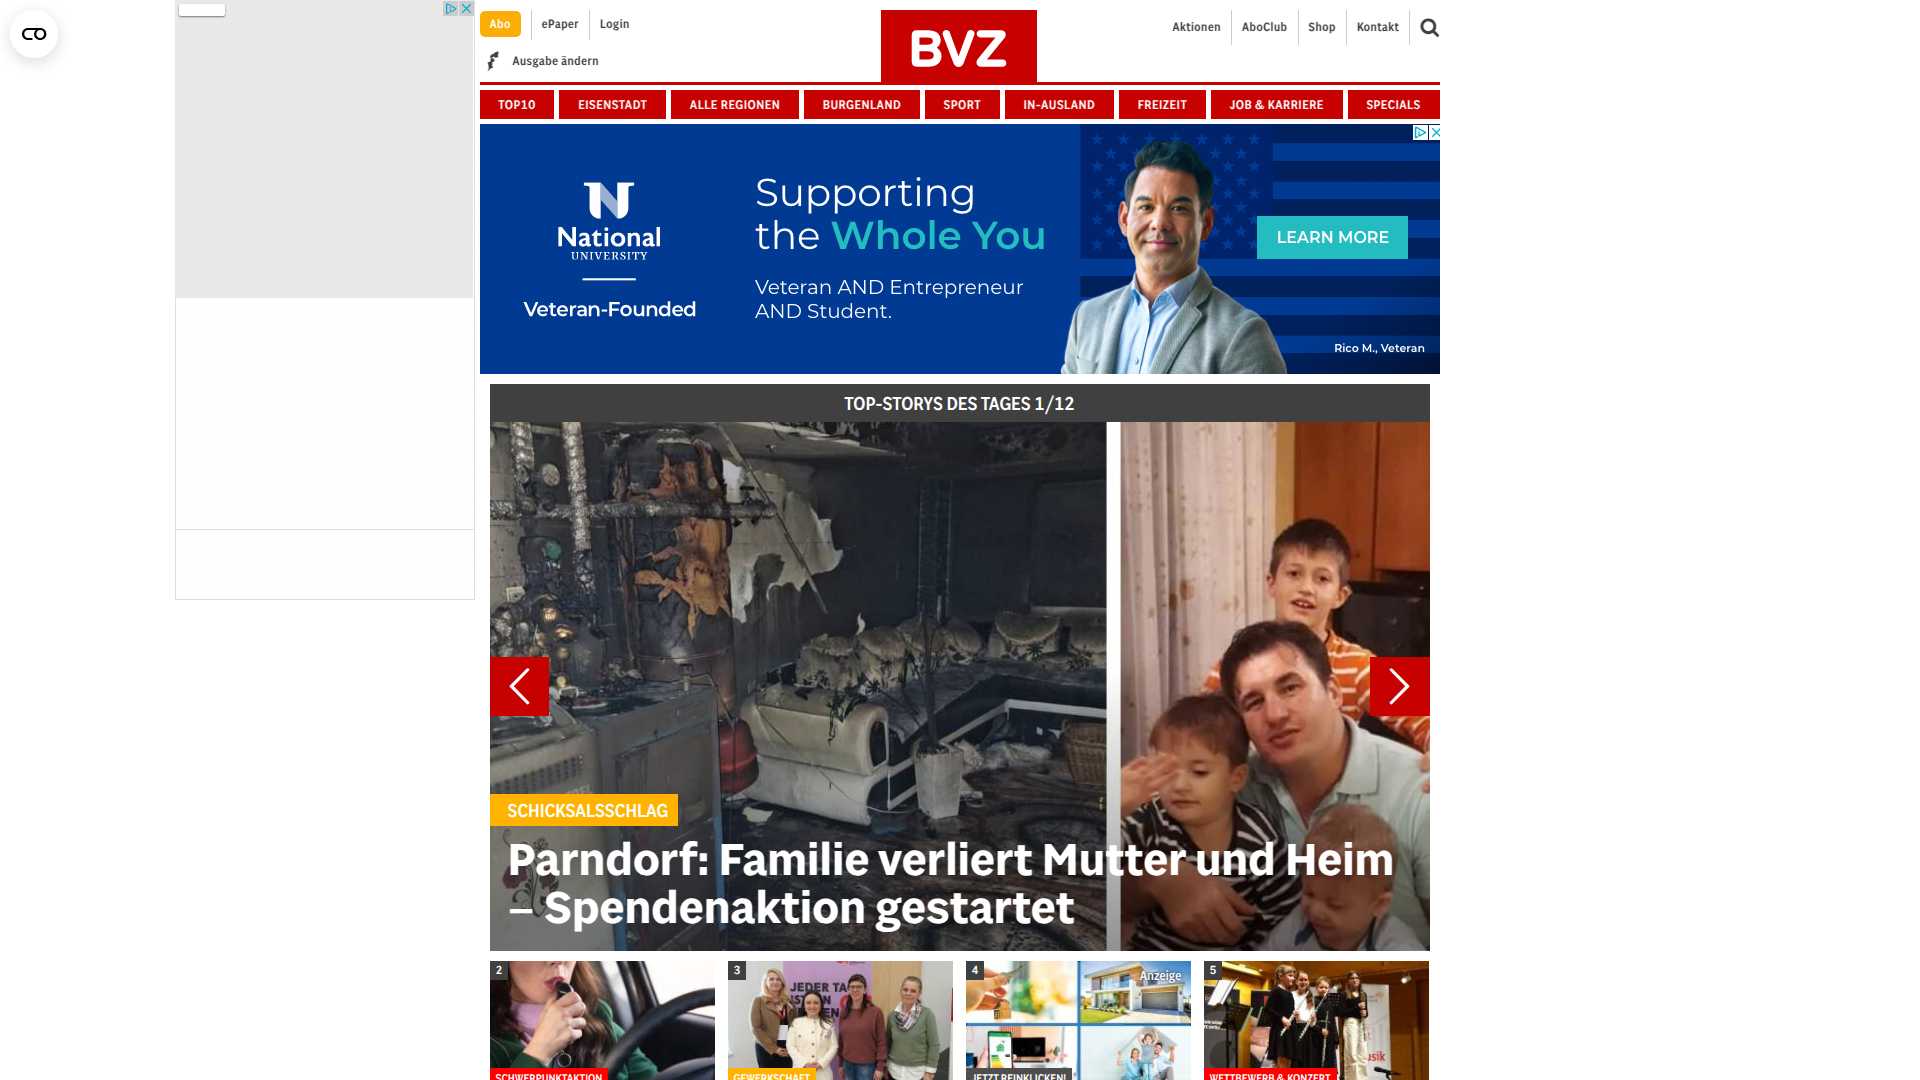 Abo
ePaper
Login
Ausgabe ändern
BVZ
Aktionen
AboClub
Shop
Kontakt
TOP10
EISENSTADT
ALLE REGIONEN
BURGENLAND
SPORT
IN-AUSLAND
FREIZEIT
JOB & KARRIERE
SPECIALS
N
National
UNIVERSITY
Veteran-Founded
Supporting
the Whole You
Veteran AND Entrepreneur
AND Student.
LEARN MORE
Rico M., Veteran
TOP-STORYS DES TAGES 1/12
SCHICKSALSSCHLAG
Parndorf: Familie verliert Mutter und Heim
– Spendenaktion gestartet
2
SCHWERPUNKTAKTION
3
JEDER TA
GEWERKSCHAFT
4
Anzeige
JETZT REINKLICKEN!
5
WETTBEWERB & KONZERT